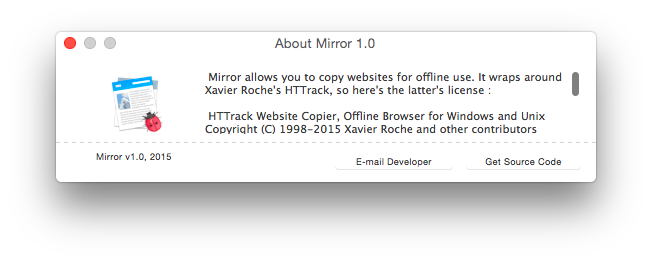 About Mirror 1.0
Mirror allows you to copy websites for offline use. It wraps around
Xavier Roche's HTTrack, so here's the latter's license :
HTTrack Website Copier, Offline Browser for Windows and Unix
Copyright (C) 1998-2015 Xavier Roche and other contributors
Mirror v1.0, 2015
E-mail Developer
Get Source Code